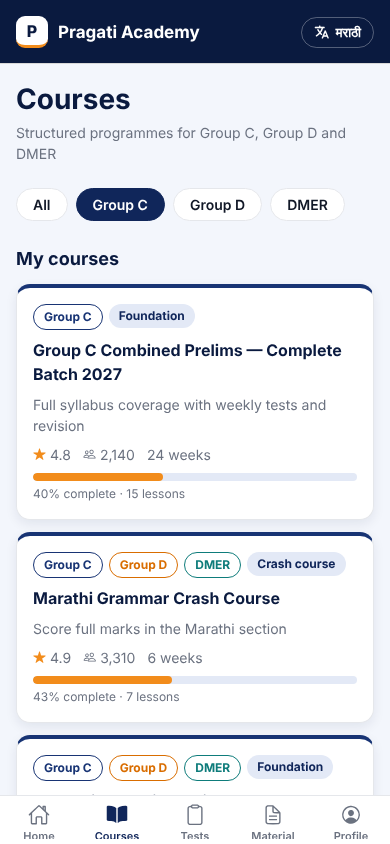 P Pragati Academy मराठी
Courses
Structured programmes for Group C, Group D and
DMER
All Group C Group D DMER
My courses
Group C Foundation
Group C Combined Prelims — Complete
Batch 2027
Full syllabus coverage with weekly tests and
revision
4.8 2,140 24 weeks
40% complete · 15 lessons
Group C Group D DMER Crash course
Marathi Grammar Crash Course
Score full marks in the Marathi section
4.9 3,310 6 weeks
43% complete · 7 lessons
Group C Group D DMER Foundation
Home Courses Tests Material Profile